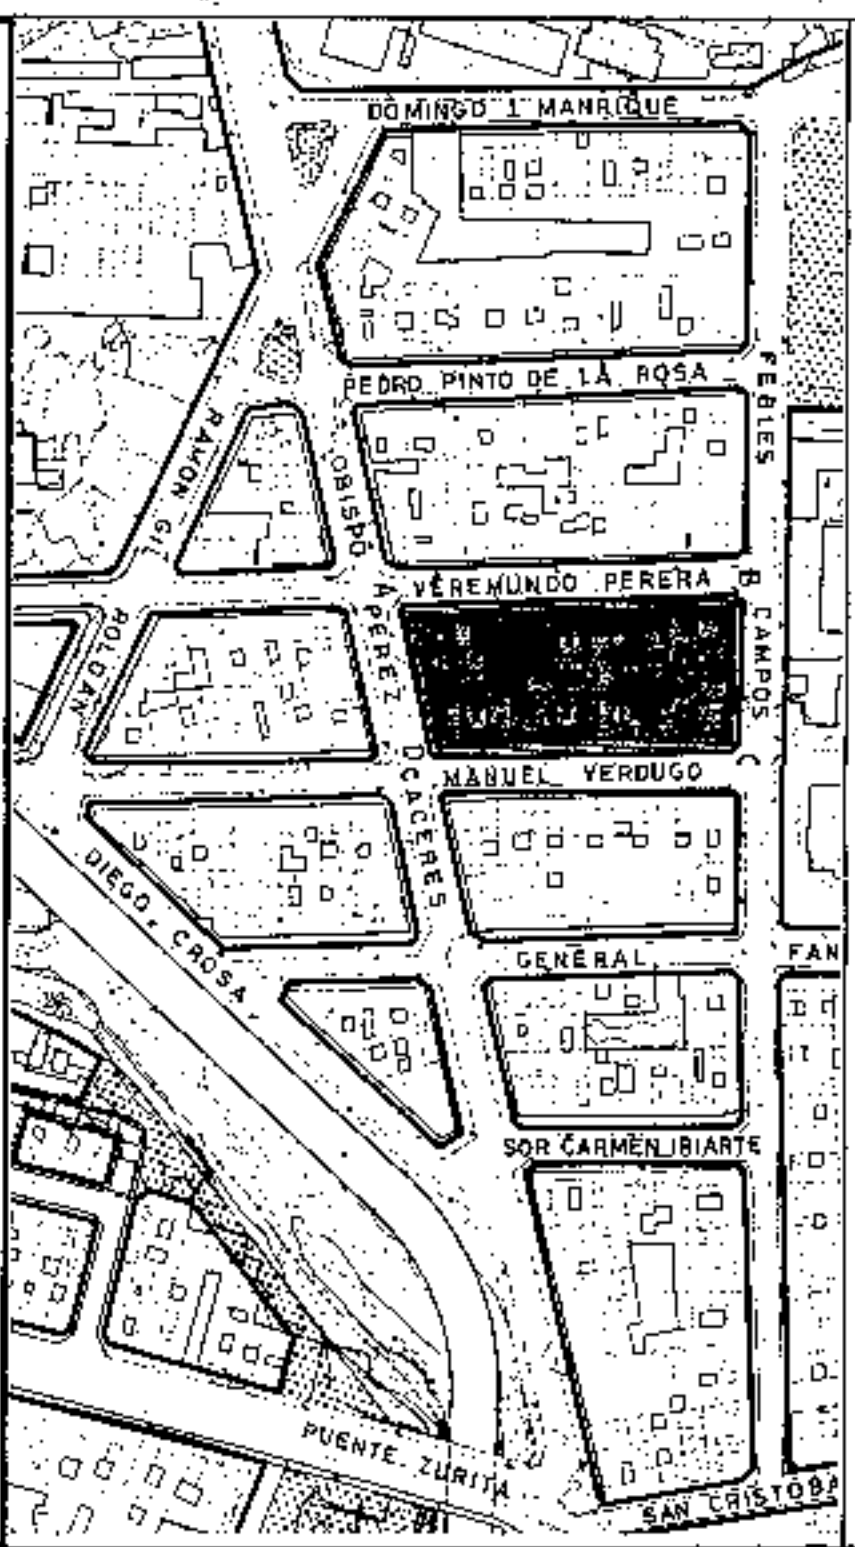 DOMINGO J MANRIQUE
PEDRO PINTO DE LA ROSA
FEBLES
RAMON GIL
OBISPO
VEREMUNDO PERERA
A
B
ROLDAN
PEREZ
CAMPOS
D
C
MANUEL VERDUGO
CACERES
DIEGO CROSA
GENERAL
FAN
SOR CARMEN IRIARTE
PUENTE ZURITA
SAN CRISTOBA